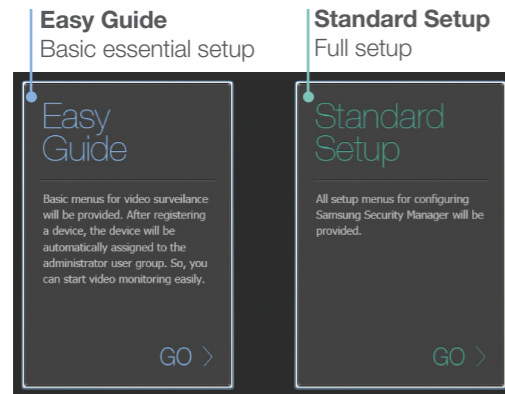 Easy Guide
Basic essential setup
Standard Setup
Full setup
Easy
Guide
Basic menus for video surveilance
will be provided. After registering
a device, the device will be
automatically assigned to the
administrator user group. So, you
can start video monitoring easily.
GO >
Standard
Setup
All setup menus for configuring
Samsung Security Manager will be
provided.
GO >